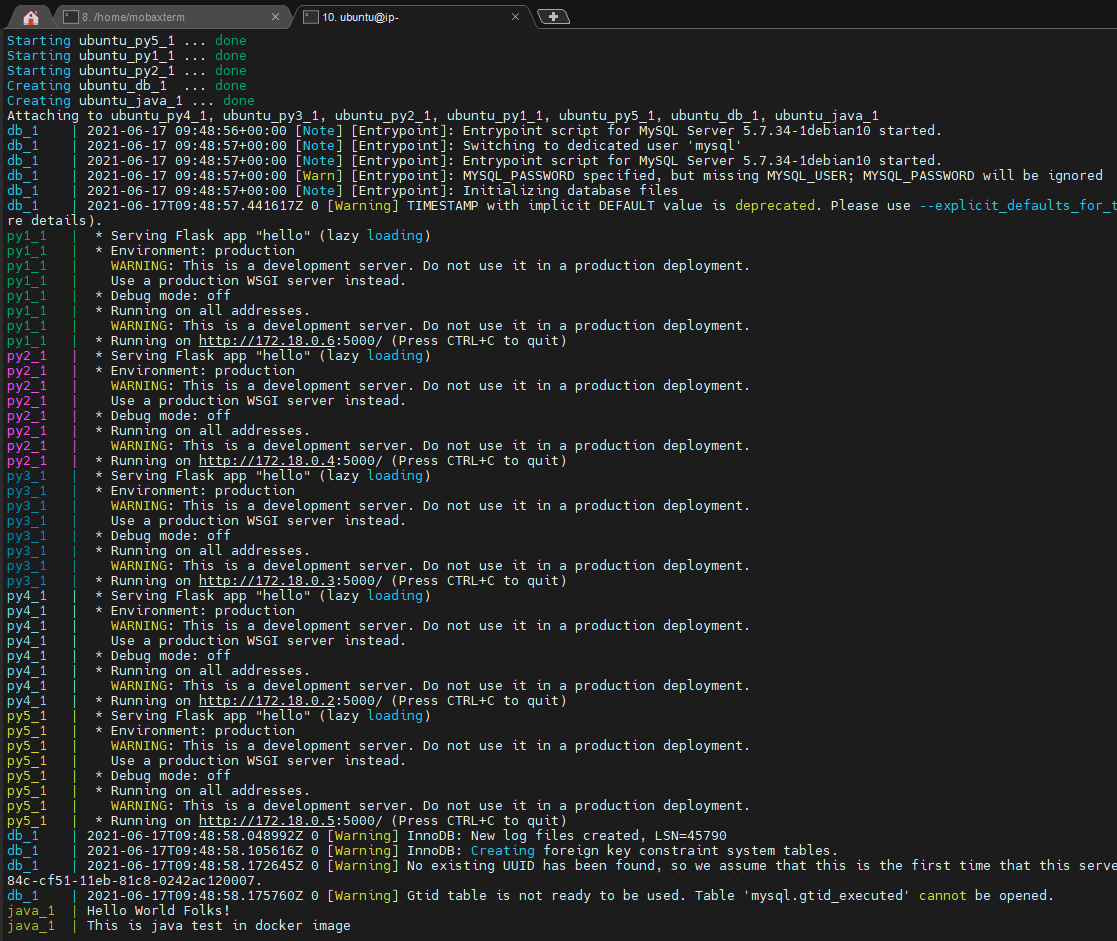 8. /home/mobaxterm
10. ubuntu@ip-
Starting ubuntu_py5_1 ... done
Starting ubuntu_py1_1 ... done
Starting ubuntu_py2_1 ... done
Creating ubuntu_db_1  ... done
Creating ubuntu_java_1 ... done
Attaching to ubuntu_py4_1, ubuntu_py3_1, ubuntu_py2_1, ubuntu_py1_1, ubuntu_py5_1, ubuntu_db_1, ubuntu_java_1
db_1    | 2021-06-17 09:48:56+00:00 [Note] [Entrypoint]: Entrypoint script for MySQL Server 5.7.34-1debian10 started.
db_1    | 2021-06-17 09:48:57+00:00 [Note] [Entrypoint]: Switching to dedicated user 'mysql'
db_1    | 2021-06-17 09:48:57+00:00 [Note] [Entrypoint]: Entrypoint script for MySQL Server 5.7.34-1debian10 started.
db_1    | 2021-06-17 09:48:57+00:00 [Warn] [Entrypoint]: MYSQL_PASSWORD specified, but missing MYSQL_USER; MYSQL_PASSWORD will be ignored
db_1    | 2021-06-17 09:48:57+00:00 [Note] [Entrypoint]: Initializing database files
db_1    | 2021-06-17T09:48:57.441617Z 0 [Warning] TIMESTAMP with implicit DEFAULT value is deprecated. Please use --explicit_defaults_for_t
re details).
py1_1   |  * Serving Flask app "hello" (lazy loading)
py1_1   |  * Environment: production
py1_1   |    WARNING: This is a development server. Do not use it in a production deployment.
py1_1   |    Use a production WSGI server instead.
py1_1   |  * Debug mode: off
py1_1   |  * Running on all addresses.
py1_1   |    WARNING: This is a development server. Do not use it in a production deployment.
py1_1   |  * Running on http://172.18.0.6:5000/ (Press CTRL+C to quit)
py2_1   |  * Serving Flask app "hello" (lazy loading)
py2_1   |  * Environment: production
py2_1   |    WARNING: This is a development server. Do not use it in a production deployment.
py2_1   |    Use a production WSGI server instead.
py2_1   |  * Debug mode: off
py2_1   |  * Running on all addresses.
py2_1   |    WARNING: This is a development server. Do not use it in a production deployment.
py2_1   |  * Running on http://172.18.0.4:5000/ (Press CTRL+C to quit)
py3_1   |  * Serving Flask app "hello" (lazy loading)
py3_1   |  * Environment: production
py3_1   |    WARNING: This is a development server. Do not use it in a production deployment.
py3_1   |    Use a production WSGI server instead.
py3_1   |  * Debug mode: off
py3_1   |  * Running on all addresses.
py3_1   |    WARNING: This is a development server. Do not use it in a production deployment.
py3_1   |  * Running on http://172.18.0.3:5000/ (Press CTRL+C to quit)
py4_1   |  * Serving Flask app "hello" (lazy loading)
py4_1   |  * Environment: production
py4_1   |    WARNING: This is a development server. Do not use it in a production deployment.
py4_1   |    Use a production WSGI server instead.
py4_1   |  * Debug mode: off
py4_1   |  * Running on all addresses.
py4_1   |    WARNING: This is a development server. Do not use it in a production deployment.
py4_1   |  * Running on http://172.18.0.2:5000/ (Press CTRL+C to quit)
py5_1   |  * Serving Flask app "hello" (lazy loading)
py5_1   |  * Environment: production
py5_1   |    WARNING: This is a development server. Do not use it in a production deployment.
py5_1   |    Use a production WSGI server instead.
py5_1   |  * Debug mode: off
py5_1   |  * Running on all addresses.
py5_1   |    WARNING: This is a development server. Do not use it in a production deployment.
py5_1   |  * Running on http://172.18.0.5:5000/ (Press CTRL+C to quit)
db_1    | 2021-06-17T09:48:58.048992Z 0 [Warning] InnoDB: New log files created, LSN=45790
db_1    | 2021-06-17T09:48:58.105616Z 0 [Warning] InnoDB: Creating foreign key constraint system tables.
db_1    | 2021-06-17T09:48:58.172645Z 0 [Warning] No existing UUID has been found, so we assume that this is the first time that this serve
84c-cf51-11eb-81c8-0242ac120007.
db_1    | 2021-06-17T09:48:58.175760Z 0 [Warning] Gtid table is not ready to be used. Table 'mysql.gtid_executed' cannot be opened.
java_1  | Hello World Folks!
java_1  | This is java test in docker image